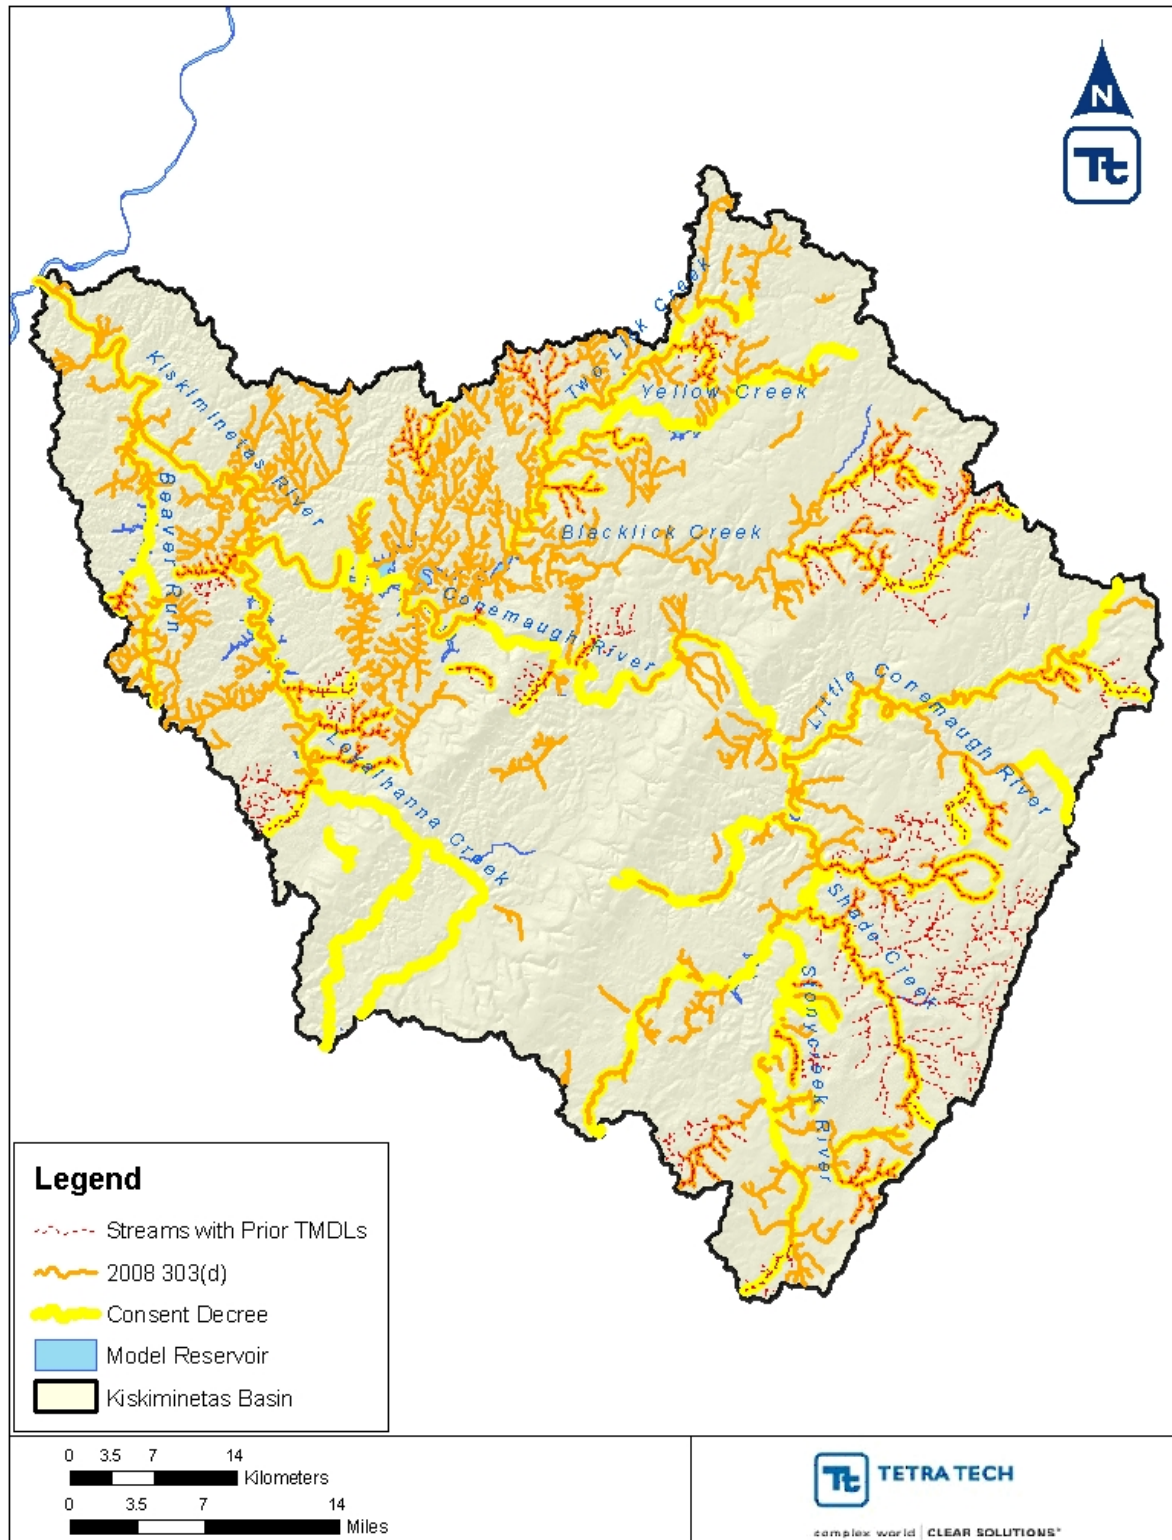 N
Tt
Two Lick Creek
Kiskiminetas River
Yellow Creek
Beaver Run
Blacklick Creek
Conemaugh River
Little Conemaugh River
Loyalhanna Creek
Shade Creek
Stonycreek River
Legend
Streams with Prior TMDLs
2008 303(d)
Consent Decree
Model Reservoir
Kiskiminetas Basin
0 3.5 7 14
Kilometers
0 3.5 7 14
Miles
Tt TETRA TECH
complex world | CLEAR SOLUTIONS™